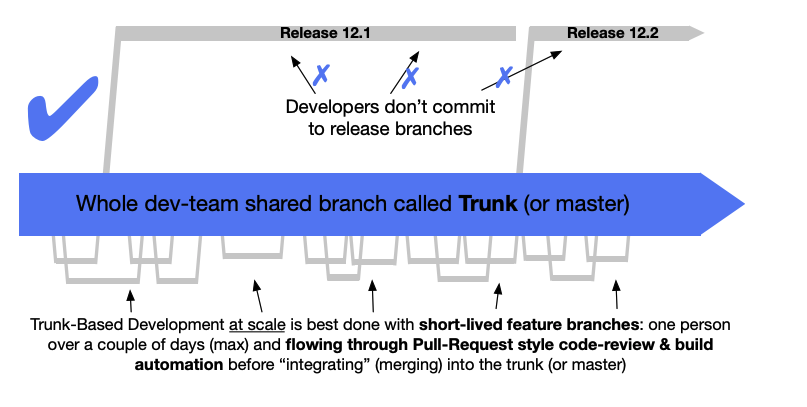 Release 12.1
Release 12.2
Developers don’t commit
to release branches
Whole dev-team shared branch called Trunk (or master)
Trunk-Based Development at scale is best done with short-lived feature branches: one person
over a couple of days (max) and flowing through Pull-Request style code-review & build
automation before “integrating” (merging) into the trunk (or master)